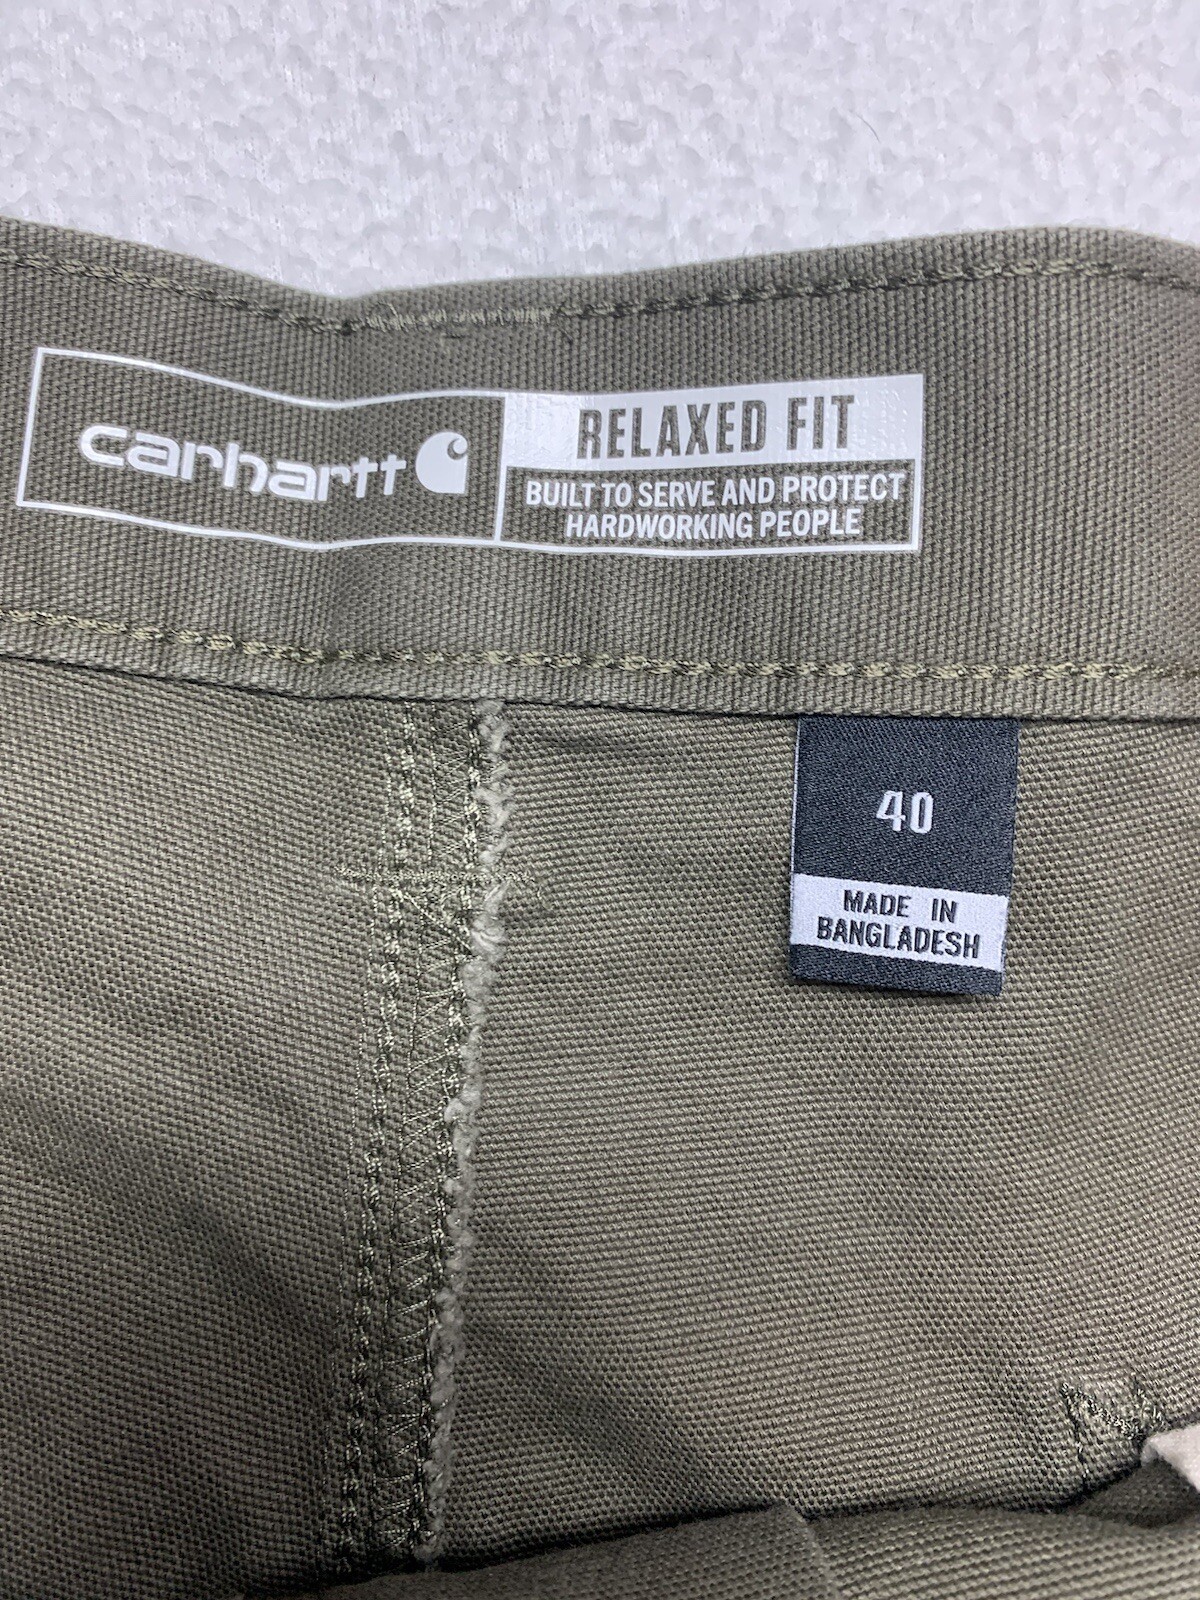 carhartt
RELAXED FIT
BUILT TO SERVE AND PROTECT
HARDWORKING PEOPLE
40
MADE IN
BANGLADESH